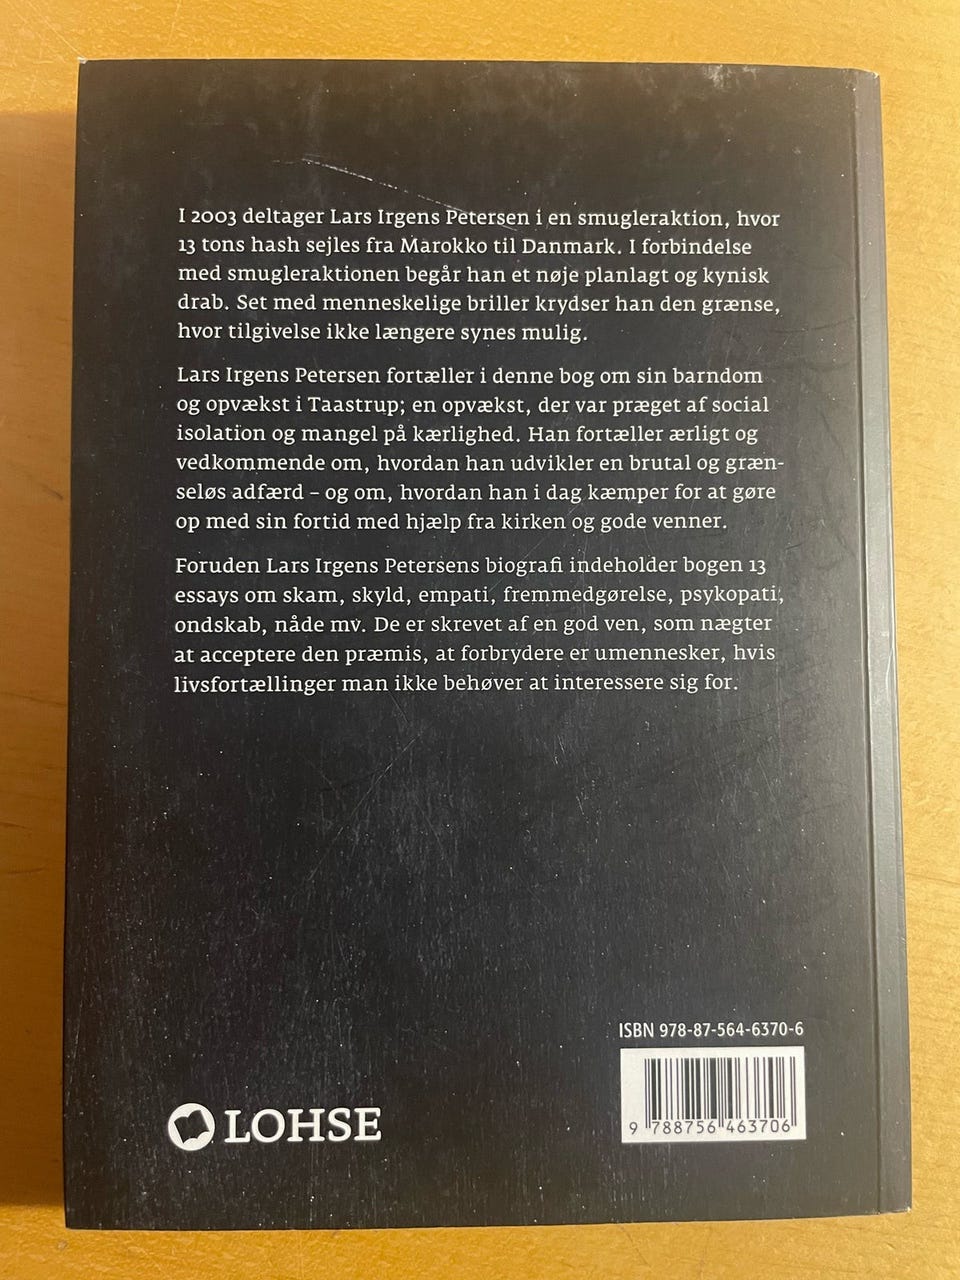 I 2003 deltager Lars Irgens Petersen i en smugleraktion, hvor
13 tons hash sejles fra Marokko til Danmark. I forbindelse
med smugleraktionen begår han et nøje planlagt og kynisk
drab. Set med menneskelige briller krydser han den grænse,
hvor tilgivelse ikke længere synes mulig.
Lars Irgens Petersen fortæller i denne bog om sin barndom
og opvækst i Taastrup; en opvækst, der var præget af social
isolation og mangel på kærlighed. Han fortæller ærligt og
vedkommende om, hvordan han udvikler en brutal og græn-
seløs adfærd – og om, hvordan han i dag kæmper for at gøre
op med sin fortid med hjælp fra kirken og gode venner.
Foruden Lars Irgens Petersens biografi indeholder bogen 13
essays om skam, skyld, empati, fremmedgørelse, psykopati,
ondskab, nåde mv. De er skrevet af en god ven, som nægter
at acceptere den præmis, at forbrydere er umennesker, hvis
livsfortællinger man ikke behøver at interessere sig for.
ISBN 978-87-564-6370-6
9 788756 463706
LOHSE